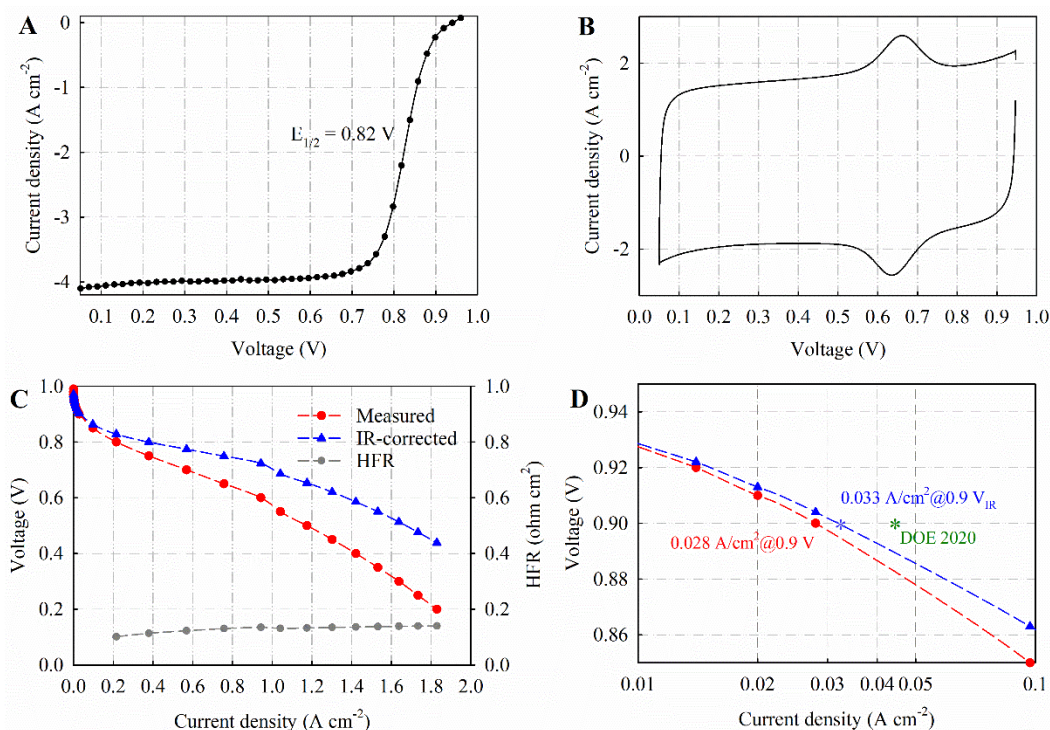 A
Current density (A cm⁻²)
0
-1
-2
-3
-4
E1/2 = 0.82 V
0.1 0.2 0.3 0.4 0.5 0.6 0.7 0.8 0.9 1.0
Voltage (V)
B
Current density (A cm⁻²)
2
0
-2
0.0 0.1 0.2 0.3 0.4 0.5 0.6 0.7 0.8 0.9 1.0
Voltage (V)
C
Voltage (V)
1.0
0.8
0.6
0.4
0.2
0.0
Measured
IR-corrected
HFR
1.0
0.8
0.6
0.4
0.2
0.0
HFR (ohm cm²)
0.0 0.2 0.4 0.6 0.8 1.0 1.2 1.4 1.6 1.8 2.0
Current density (A cm⁻²)
D
Voltage (V)
0.94
0.92
0.90
0.88
0.86
0.033 A/cm²@0.9 VIR
0.028 A/cm²@0.9 V
*
*
DOE 2020
0.01 0.02 0.03 0.04 0.05 0.1
Current density (A cm⁻²)